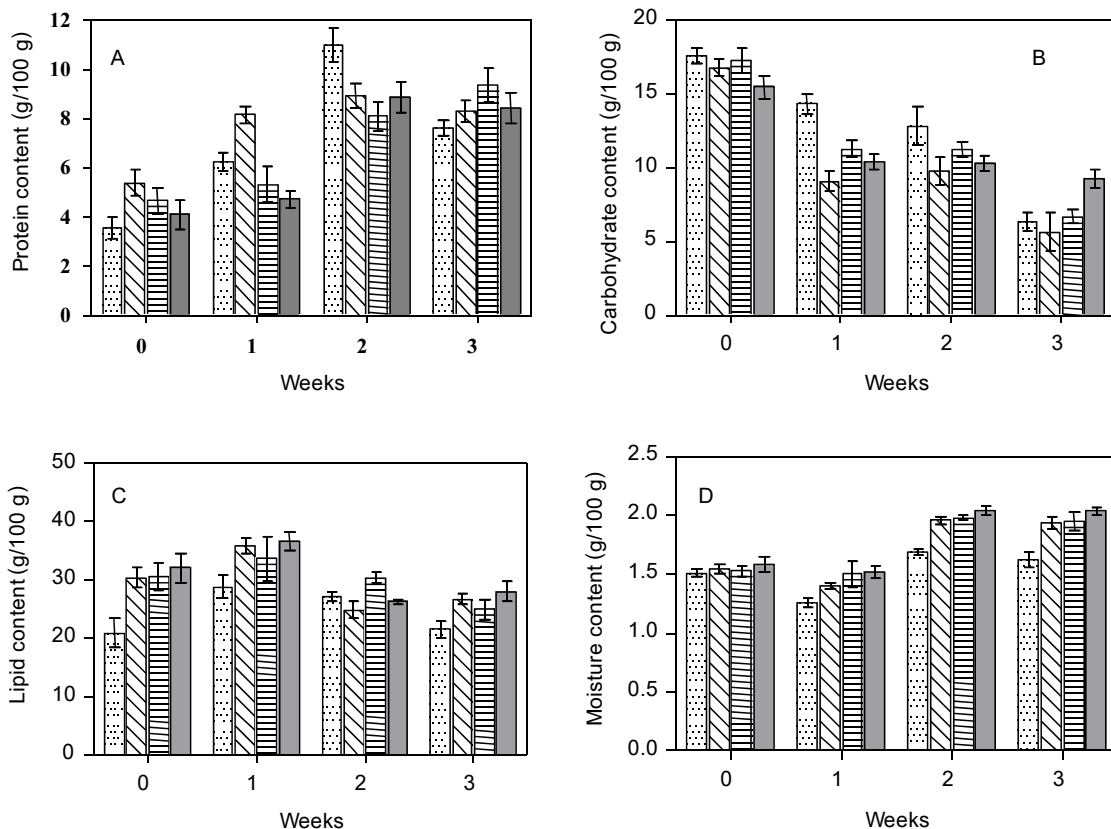 Protein content (g/100 g)
12
10
8
6
4
2
0
A
0 1 2 3
Weeks
Carbohydrate content (g/100 g)
20
15
10
5
0
B
0 1 2 3
Weeks
Lipid content (g/100 g)
50
40
30
20
10
0
C
0 1 2 3
Weeks
Moisture content (g/100 g)
2.5
2.0
1.5
1.0
0.5
0.0
D
0 1 2 3
Weeks